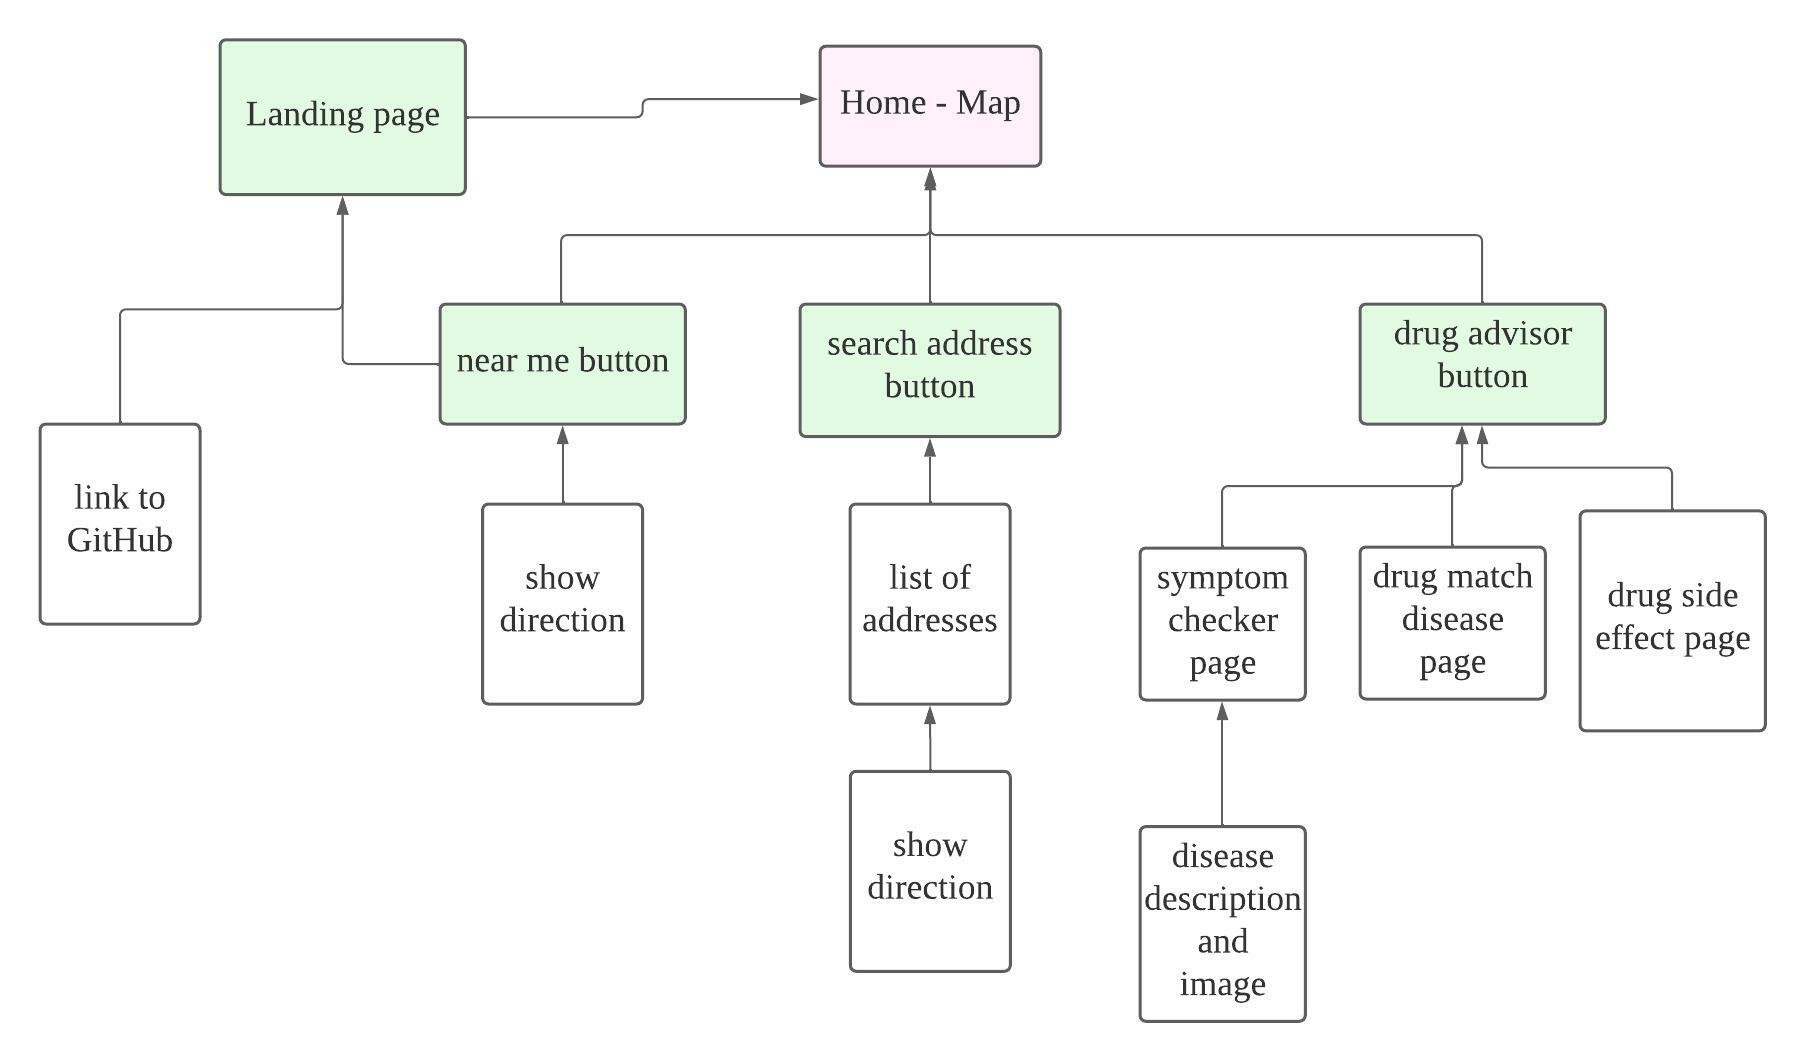 Landing page
Home - Map
near me button
search address
button
drug advisor
button
link to
GitHub
show
direction
list of
addresses
symptom
checker
page
drug match
disease
page
drug side
effect page
show
direction
disease
description
and
image